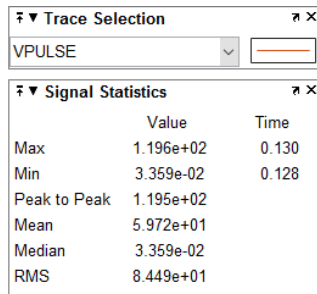 Trace Selection
VPULSE
Signal Statistics
Value Time
Max 1.196e+02 0.130
Min 3.359e-02 0.128
Peak to Peak 1.195e+02
Mean 5.972e+01
Median 3.359e-02
RMS 8.449e+01